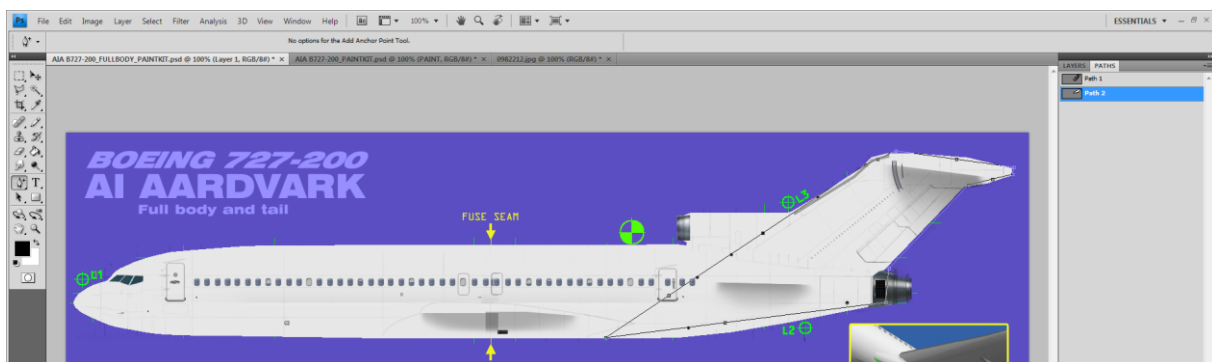 Ps File Edit Image Layer Select Filter Analysis 3D View Window Help Br 100% ESSENTIALS
No options for the Add Anchor Point Tool.
AIA B727-200_FULLBODY_PAINTKIT.psd @ 100% (Layer 1, RGB/8#) * × AIA B727-200_PAINTKIT.psd @ 100% (PAINT, RGB/8#) * × 0982212.jpg @ 100% (RGB/8#) * ×
LAYERS PATHS
Path 1
Path 2
BOEING 727-200
AI AARDVARK
Full body and tail
L3
FUSE SEAM
L2